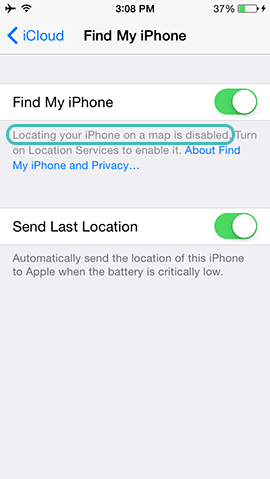 3:08 PM
37%
iCloud
Find My iPhone
Find My iPhone
Locating your iPhone on a map is disabled. Turn
on Location Services to enable it. About Find
My iPhone and Privacy...
Send Last Location
Automatically send the location of this iPhone
to Apple when the battery is critically low.